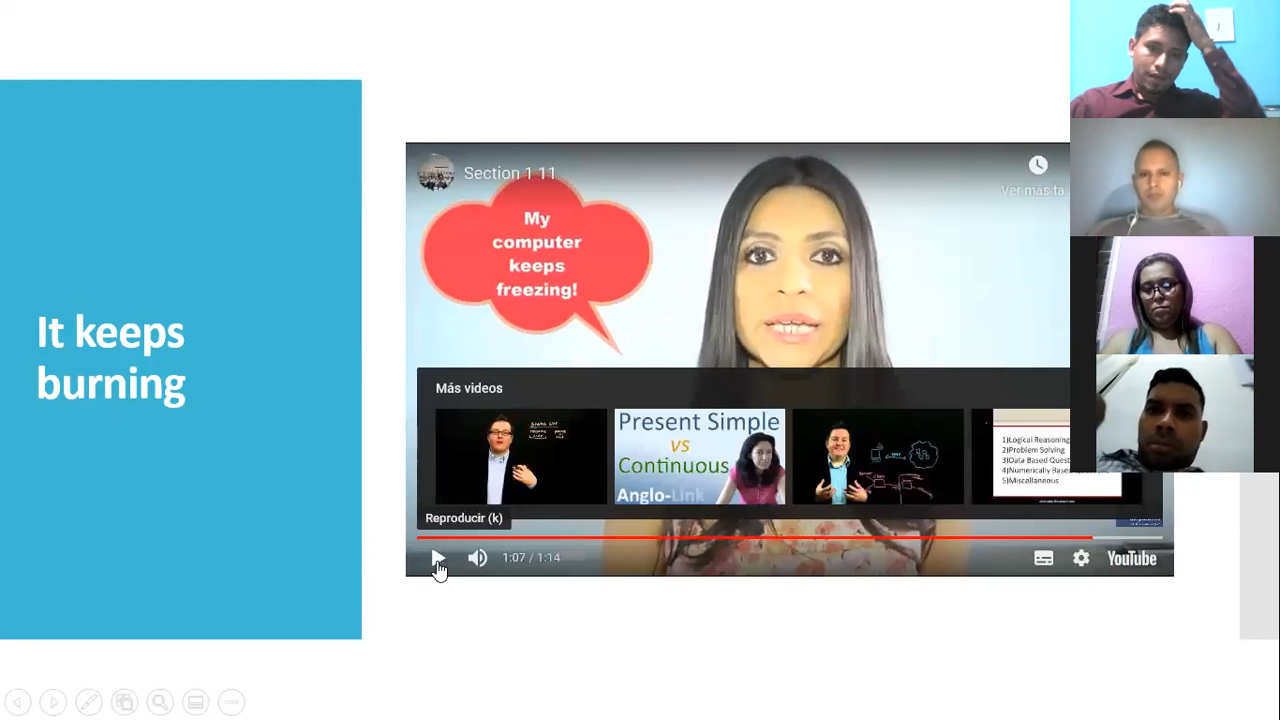 It keeps
burning
Section 1 11
My
computer
keeps
freezing!
Ver más ta...
Más videos
Present Simple
vs
Continuous
Anglo-Link
1)Logical Reasoning
2)Problem Solving
3)Data Based Quest
4)Numerically Based
5)Miscellaneous
Reproducir (k)
1:07 / 1:14
YouTube